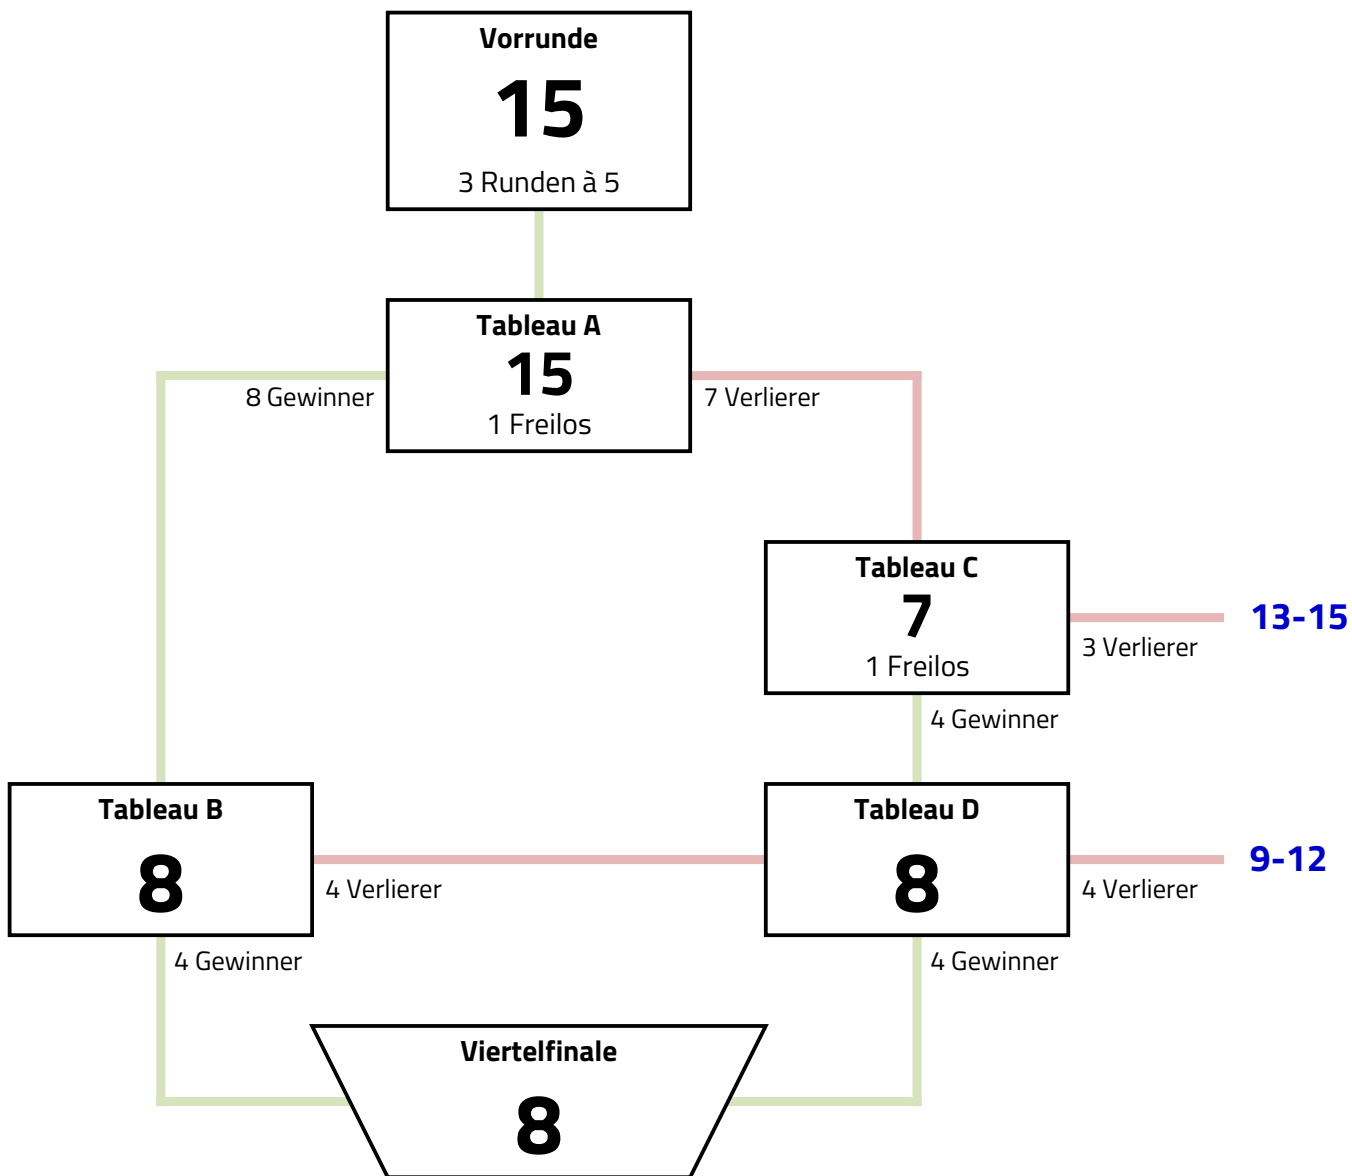 Vorrunde
15
3 Runden à 5
Tableau A
15
1 Freilos
8 Gewinner
7 Verlierer
Tableau C
7
1 Freilos
13-15
3 Verlierer
4 Gewinner
Tableau B
8
4 Verlierer
4 Gewinner
Tableau D
8
9-12
4 Verlierer
4 Gewinner
Viertelfinale
8